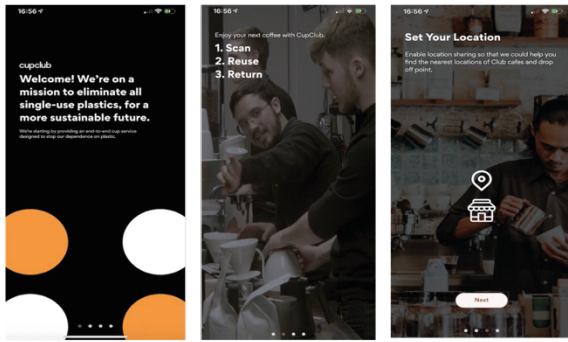 16:56
cupclub
Welcome! We're on a
mission to eliminate all
single-use plastics, for a
more sustainable future.
We're starting by providing an end-to-end cup service
designed to stop our dependence on plastic.
16:56
Enjoy your next coffee with CupClub.
1. Scan
2. Reuse
3. Return
16:56
Set Your Location
Enable location sharing so that we could help you
find the nearest locations of Club cafes and drop
off point.
Next